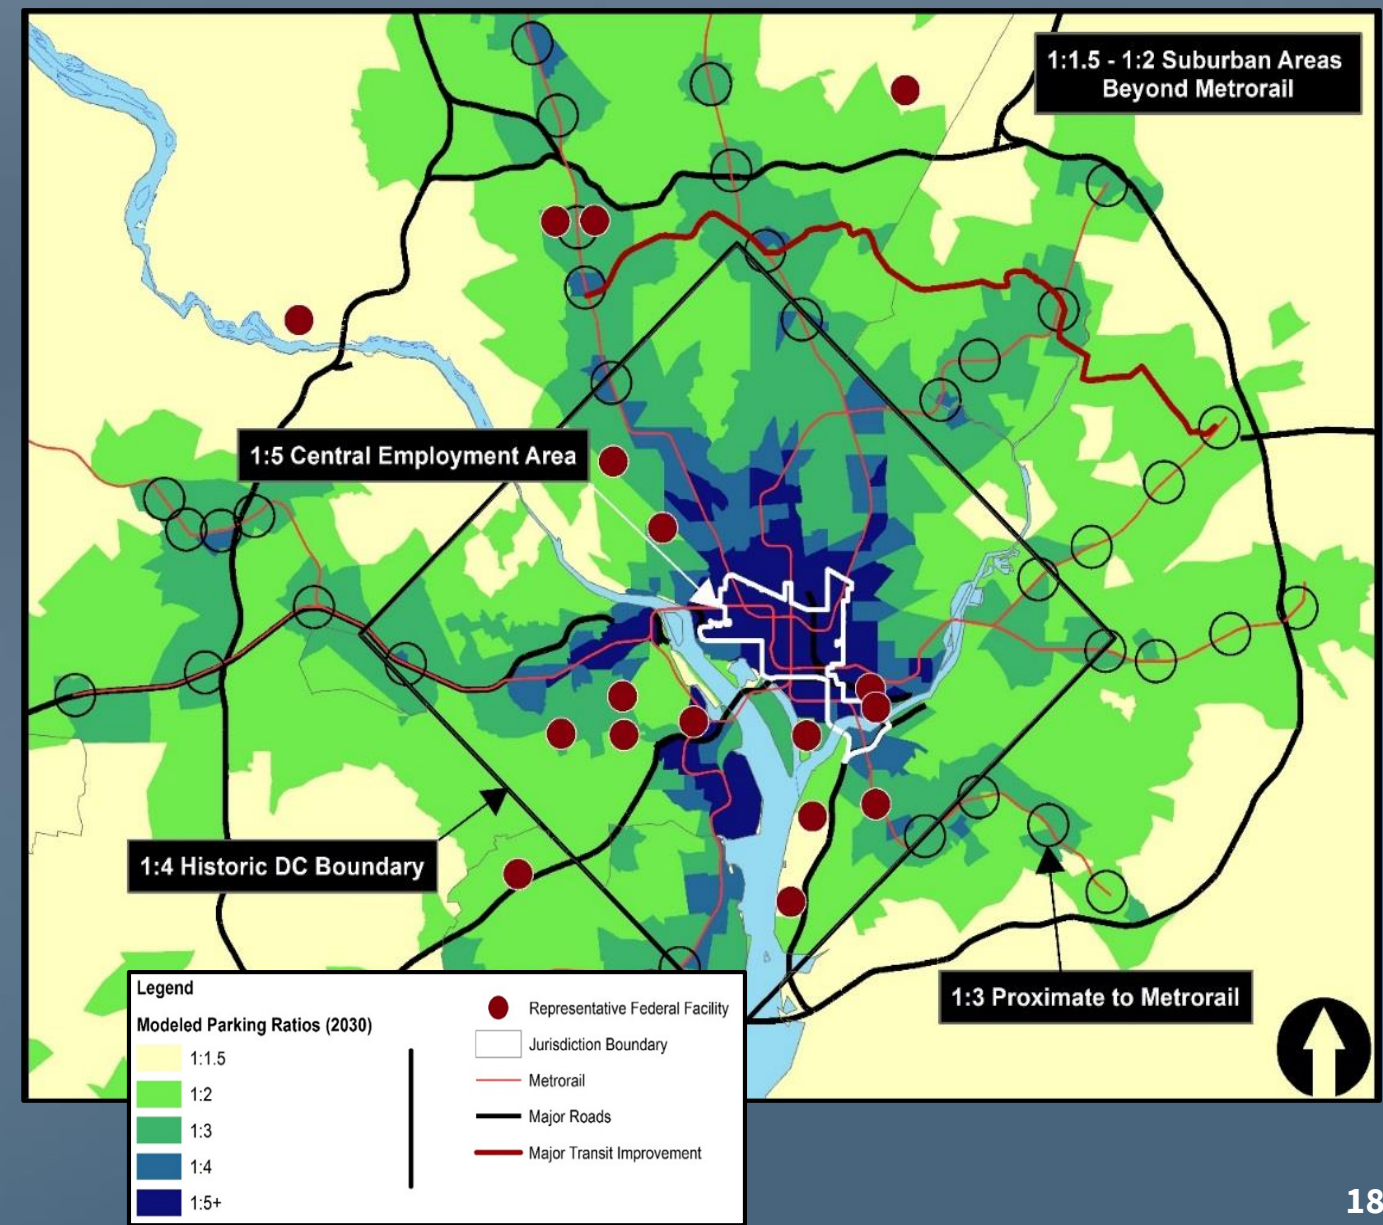 1:1.5 - 1:2 Suburban Areas
Beyond Metrorail
1:5 Central Employment Area
1:4 Historic DC Boundary
1:3 Proximate to Metrorail
Legend
Modeled Parking Ratios (2030)
1:1.5
1:2
1:3
1:4
1:5+
Representative Federal Facility
Jurisdiction Boundary
Metrorail
Major Roads
Major Transit Improvement
18